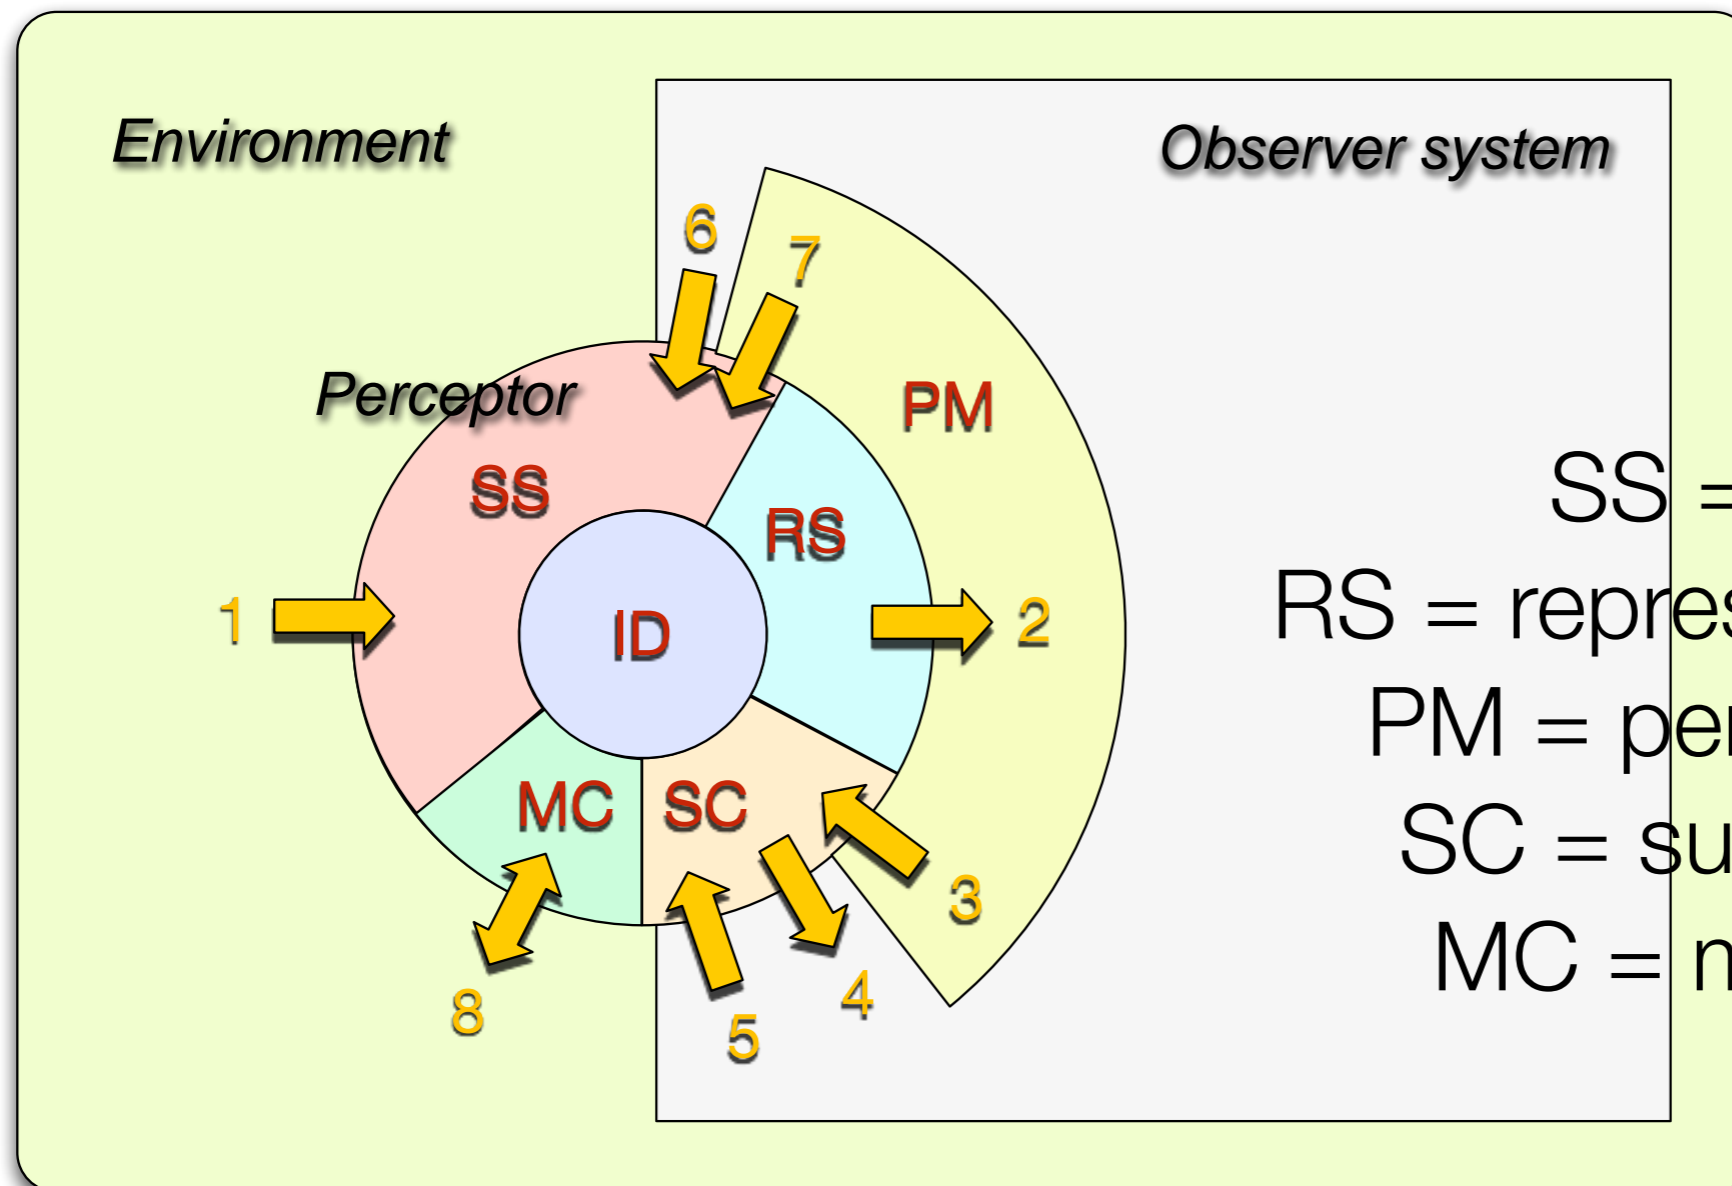 Environment
Observer system
6
7
Perceptor
PM
SS
RS
SS =
1
ID
2
RS = repres
PM = per
MC
SC
SC = su
3
MC =
4
8
5